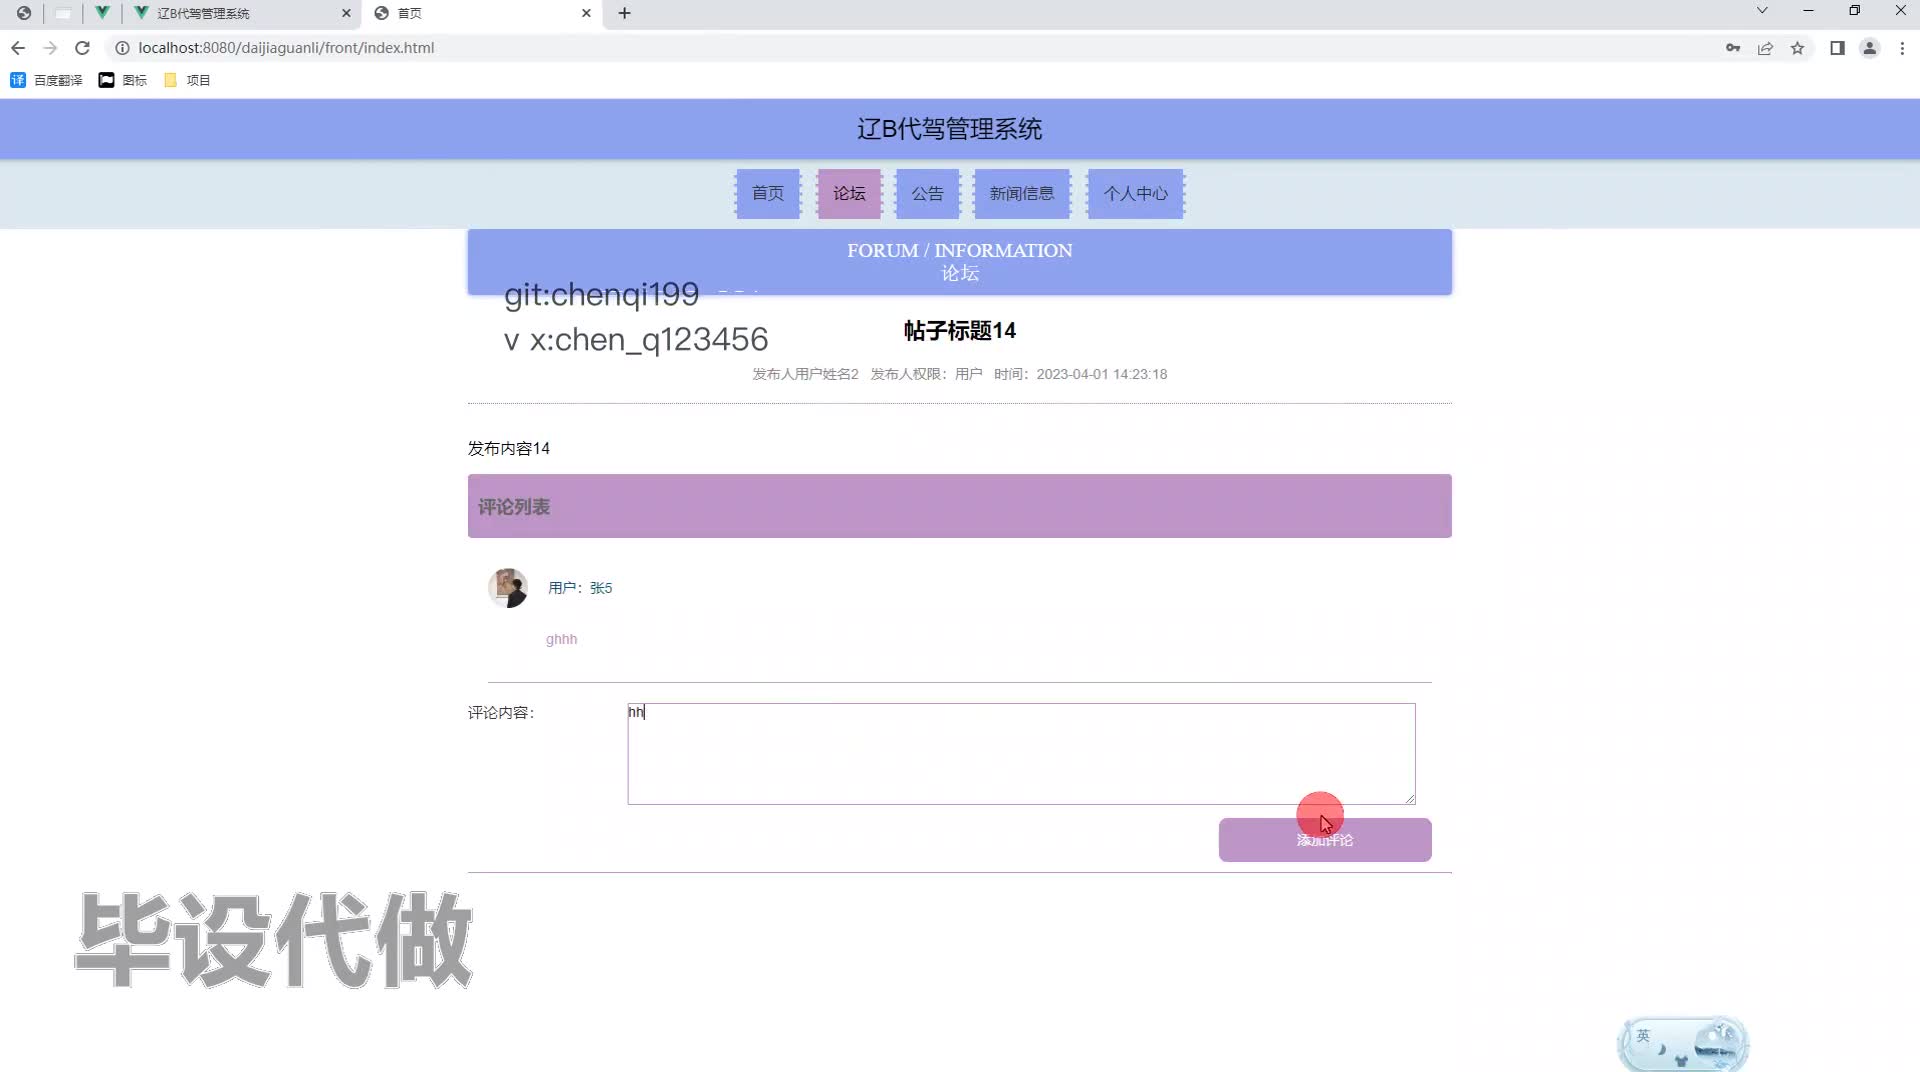 辽B代驾管理系统
首页
localhost:8080/daijiaguanli/front/index.html
百度翻译
图标
项目
辽B代驾管理系统
首页
论坛
公告
新闻信息
个人中心
FORUM / INFORMATION
论坛
git:chenqi199
v x:chen_q123456
帖子标题14
发布人用户姓名2 发布人权限：用户 时间：2023-04-01 14:23:18
发布内容14
评论列表
用户：张5
ghhh
评论内容：
hh
添加评论
毕设代做
英